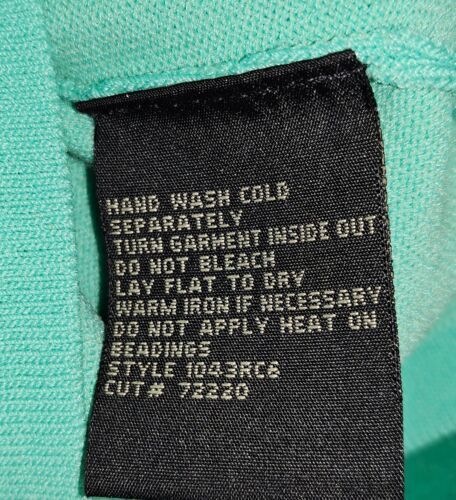 HAND WASH COLD
SEPARATELY
TURN GARMENT INSIDE OUT
DO NOT BLEACH
LAY FLAT TO DRY
WARM IRON IF NECESSARY
DO NOT APPLY HEAT ON
BEADINGS
STYLE 1043RC6
CUT# 72220